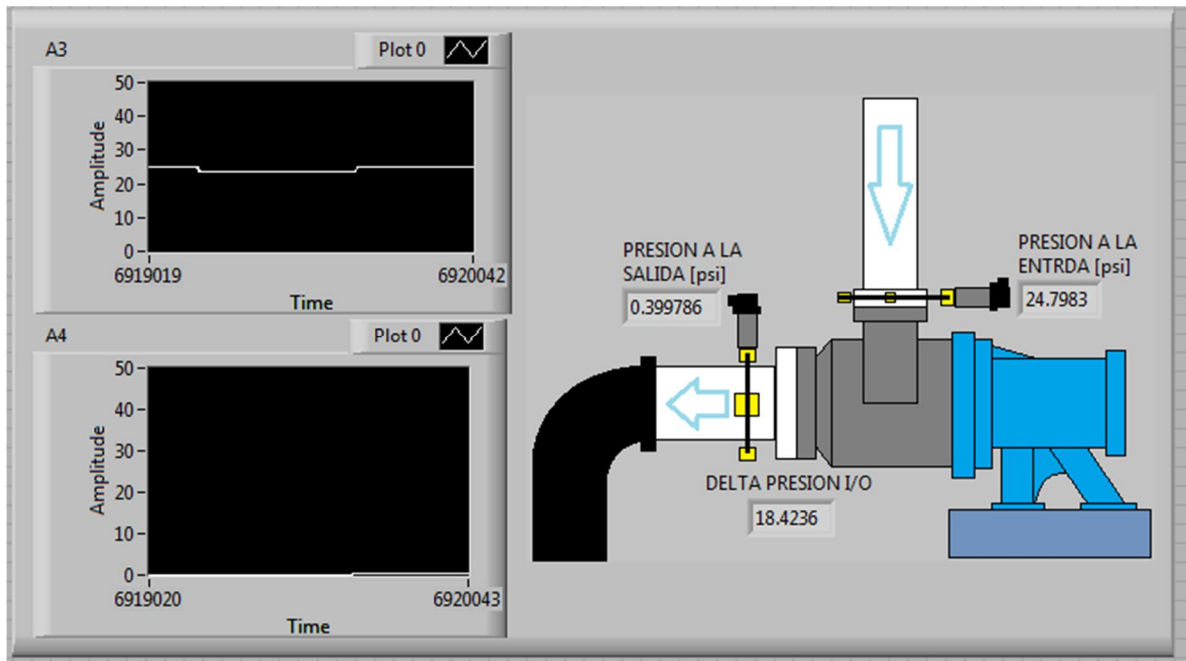 A3
Plot 0
50
40
30
20
10
0
Amplitude
6919019
6920042
Time
A4
Plot 0
50
40
30
20
10
0
Amplitude
6919020
6920043
Time
PRESION A LA
SALIDA [psi]
0.399786
PRESION A LA
ENTRDA [psi]
24.7983
DELTA PRESION I/O
18.4236